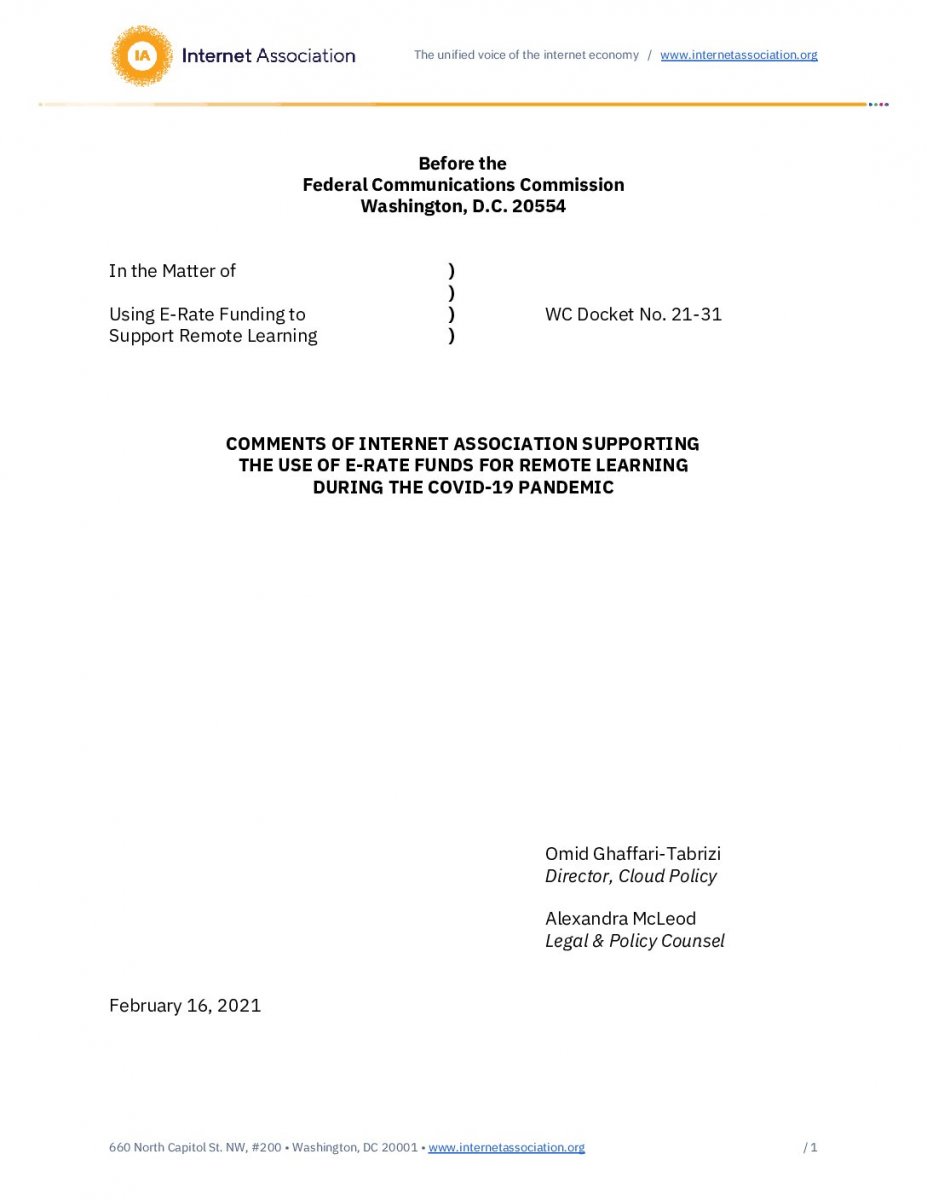 IA Internet Association The unified voice of the internet economy / www.internetassociation.org
Before the
Federal Communications Commission
Washington, D.C. 20554
In the Matter of )
)
Using E-Rate Funding to ) WC Docket No. 21-31
Support Remote Learning )
COMMENTS OF INTERNET ASSOCIATION SUPPORTING
THE USE OF E-RATE FUNDS FOR REMOTE LEARNING
DURING THE COVID-19 PANDEMIC
Omid Ghaffari-Tabrizi
Director, Cloud Policy
Alexandra McLeod
Legal & Policy Counsel
February 16, 2021
660 North Capitol St. NW, #200 • Washington, DC 20001 • www.internetassociation.org / 1